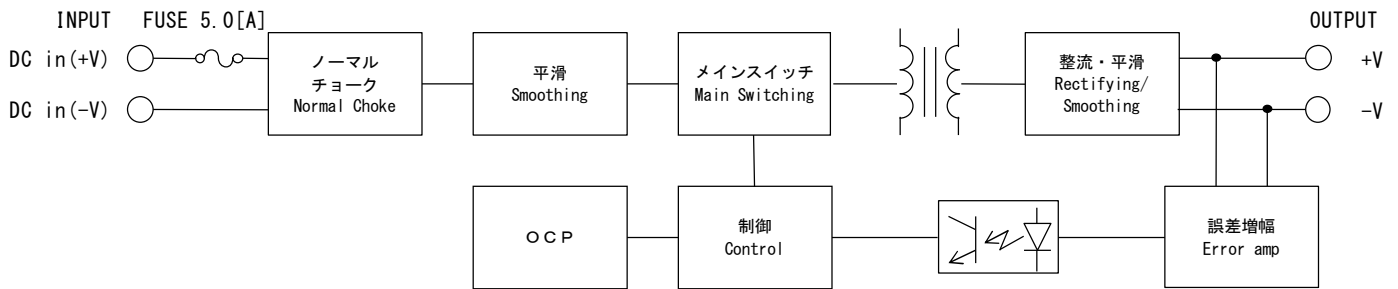 INPUT FUSE 5.0[A] OUTPUT
DC in(+V)
DC in(-V)
ノーマル
チョーク
Normal Choke
平滑
Smoothing
メインスイッチ
Main Switching
整流・平滑
Rectifying/
Smoothing
+V
-V
OCP
制御
Control
誤差増幅
Error amp